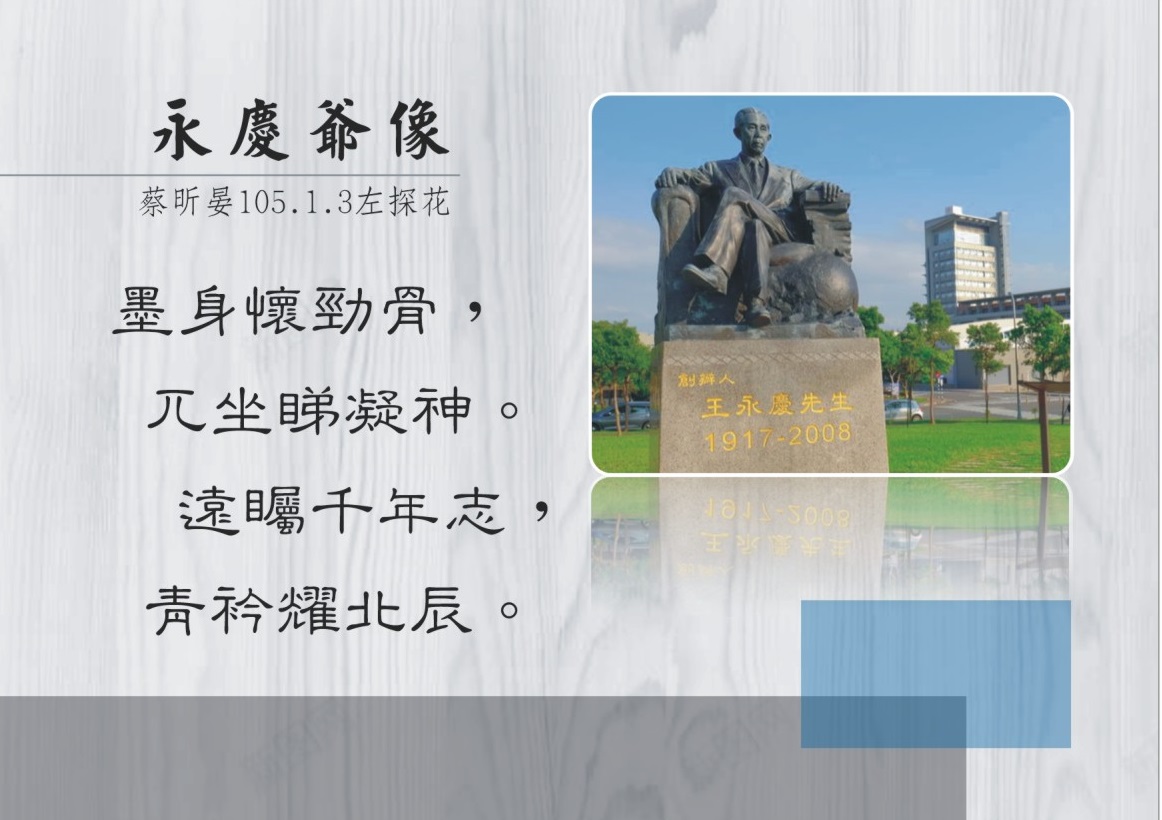 永慶爺像
蔡昕晏105.1.3左探花
墨身懷勁骨，
兀坐睇凝神。
遠矚千年志，
青衿耀北辰。
創辦人
王永慶先生
1917-2008